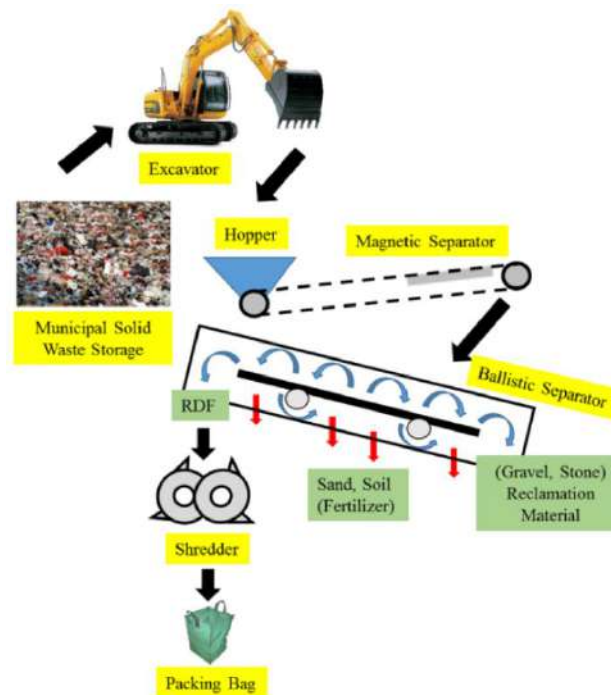 Excavator
Hopper
Magnetic Separator
Municipal Solid
Waste Storage
Ballistic Separator
RDF
Sand, Soil
(Fertilizer)
(Gravel, Stone)
Reclamation
Material
Shredder
Packing Bag